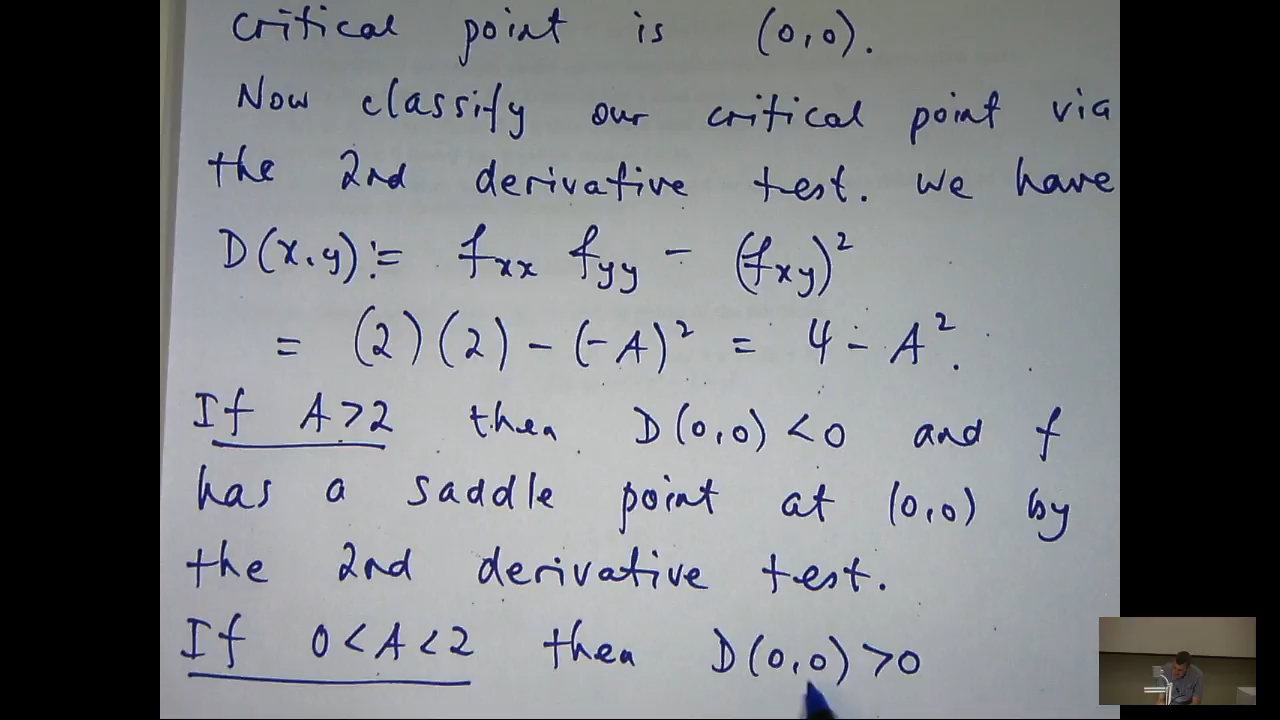 critical point is (0,0).
Now classify our critical point via
the 2nd derivative test. We have
D(x,y):= fxx fyy - (fxy)²
= (2)(2) - (-A)² = 4 - A².
If A>2 then D(0,0) <0 and f
has a saddle point at (0,0) by
the 2nd derivative test.
If 0<A<2 then D(0,0) >0